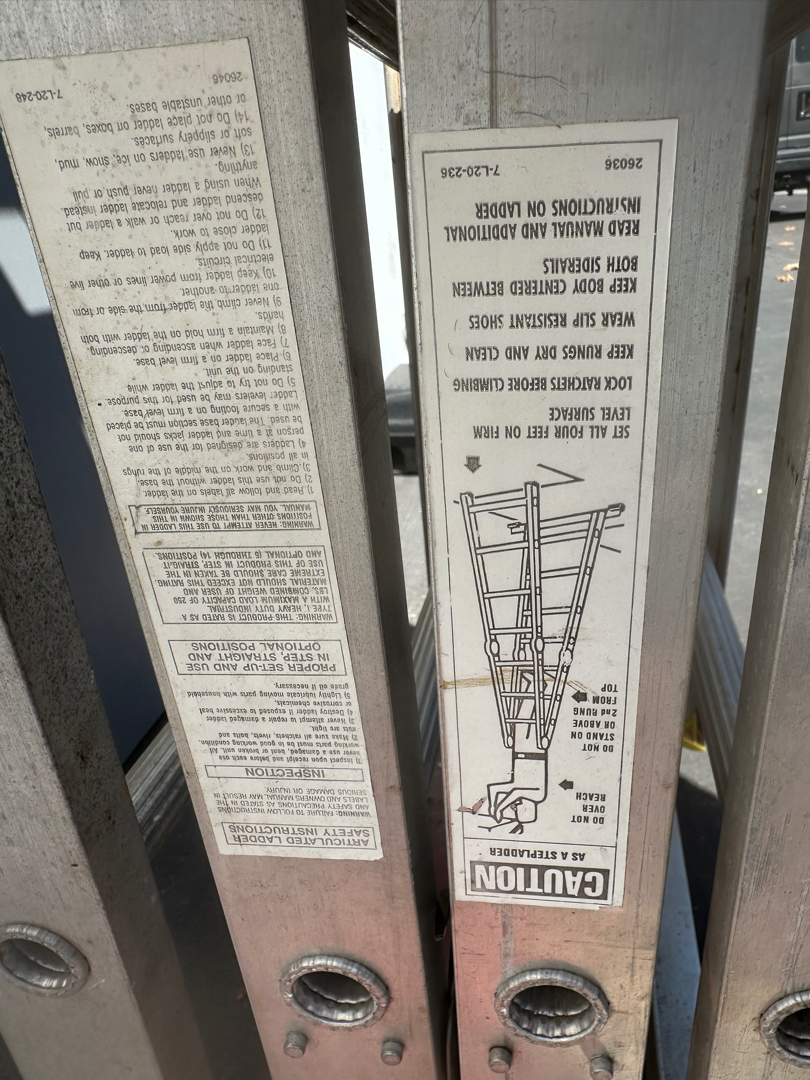 ARTICULATED LADDER
SAFETY INSTRUCTIONS
WARNING: FAILURE TO FOLLOW INSTRUCTIONS
AND SAFETY PRECAUTIONS AS STATED IN THE
LABELS AND OWNERS MANUAL MAY RESULT IN
SERIOUS DAMAGE OR INJURY.
INSPECTION
1) Inspect upon receipt and before each use
never use a damaged, bent or broken unit. All
working parts must be in good working condition.
2) Make sure all rivets, ratchets, levers, bolts and
nuts are tight.
3) Never attempt to repair a damaged ladder
4) Destroy ladder if exposed to excessive heat
or corrosive chemicals.
5) Lightly lubricate moving parts with household
grade oil if necessary.
PROPER SET-UP AND USE
IN STEP, STRAIGHT AND
OPTIONAL POSITIONS
WARNING: THIS PRODUCT IS RATED AS A
TYPE I, HEAVY DUTY INDUSTRIAL
WITH A MAXIMUM LOAD CAPACITY OF 250
LBS. COMBINED WEIGHT OF USER AND
MATERIAL SHOULD NOT EXCEED THIS RATING.
EXTREME CARE SHOULD BE TAKEN IN THE
USE OF THIS PRODUCT IN STEP, STRAIGHT
AND OPTIONAL (6 THROUGH 14) POSITIONS.
WARNING: NEVER ATTEMPT TO USE THIS LADDER IN
POSITIONS OTHER THAN THOSE SHOWN IN THIS
MANUAL YOU MAY SERIOUSLY INJURE YOURSELF.
1) Read and follow all labels on the ladder.
2) Do not use this ladder without the base.
3) Climb and work on the middle of the rungs
in all positions.
4) Ladders are designed for the use of one
person at a time and ladder jacks should not
be used. The ladder base section must be placed
with a secure footing on a firm level base.
Ladder levelers may be used for this purpose.
5) Do not try to adjust the ladder while
standing on the unit.
6) Place ladder on a firm level base
7) Face ladder when ascending or descending.
8) Maintain a firm hold on the ladder with both
hands.
9) Never climb the ladder from the side or from
one ladder to another.
10) Keep ladder from power lines or other live
electrical circuits.
11) Do not apply side load to ladder. Keep
ladder close to work.
12) Do not over reach or walk a ladder but
descend ladder and relocate ladder instead
When using a ladder never push or pull
anything.
13) Never use ladders on ice, snow, mud,
soft or slippery surfaces.
14) Do not place ladder on boxes, barrels,
or other unstable bases.
26046 7-L20-248
CAUTION
AS A STEPLADDER
DO NOT
OVER
REACH
DO NOT
STAND ON
OR ABOVE
2nd RUNG
FROM
TOP
SET ALL FOUR FEET ON FIRM
LEVEL SURFACE
LOCK RATCHETS BEFORE CLIMBING
KEEP RUNGS DRY AND CLEAN
WEAR SLIP RESISTANT SHOES
KEEP BODY CENTERED BETWEEN
BOTH SIDERAILS
READ MANUAL AND ADDITIONAL
INSTRUCTIONS ON LADDER
26036 7-L20-236